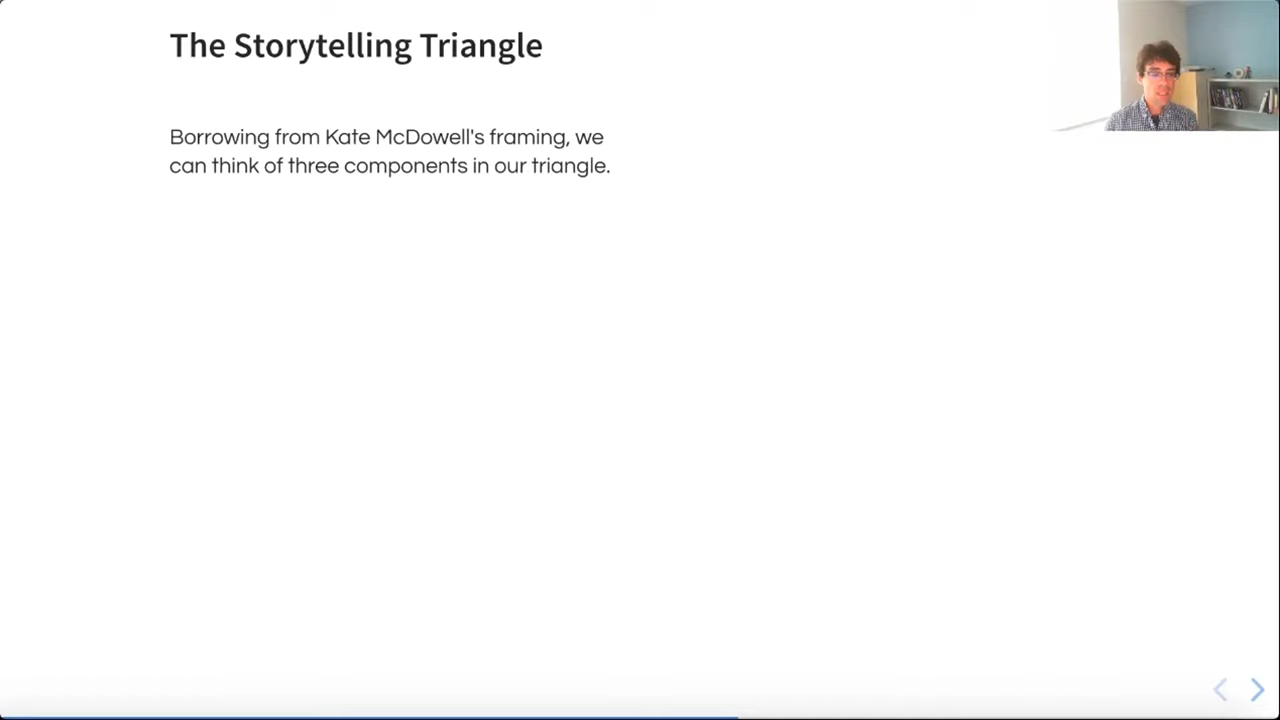 The Storytelling Triangle
Borrowing from Kate McDowell's framing, we
can think of three components in our triangle.